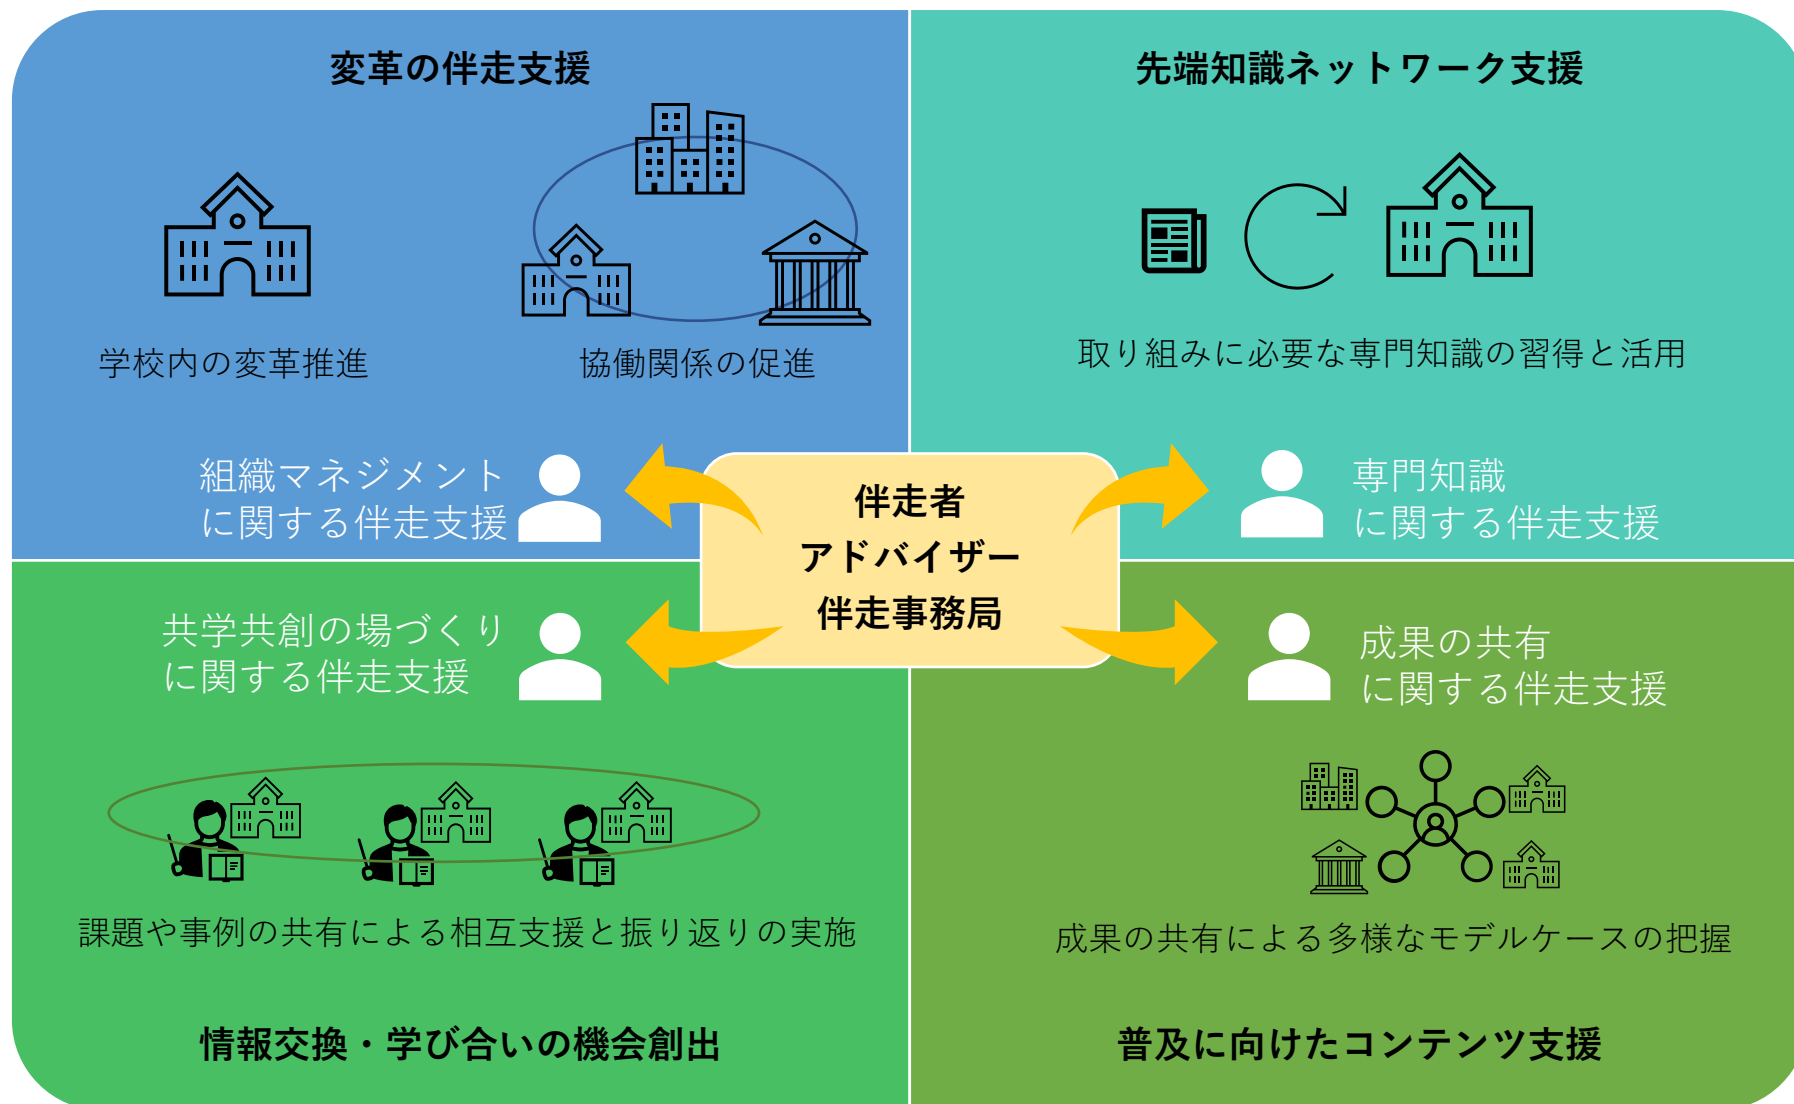 変革の伴走支援
学校内の変革推進
協働関係の促進
組織マネジメント
に関する伴走支援
先端知識ネットワーク支援
取り組みに必要な専門知識の習得と活用
専門知識
に関する伴走支援
伴走者
アドバイザー
伴走事務局
共学共創の場づくり
に関する伴走支援
課題や事例の共有による相互支援と振り返りの実施
情報交換・学び合いの機会創出
成果の共有
に関する伴走支援
成果の共有による多様なモデルケースの把握
普及に向けたコンテンツ支援